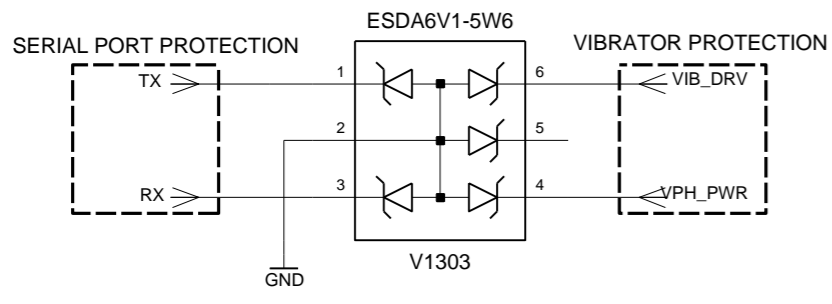 ESDA6V1-5W6
SERIAL PORT PROTECTION
VIBRATOR PROTECTION
TX
1
6
VIB_DRV
2
5
RX
3
4
VPH_PWR
V1303
GND